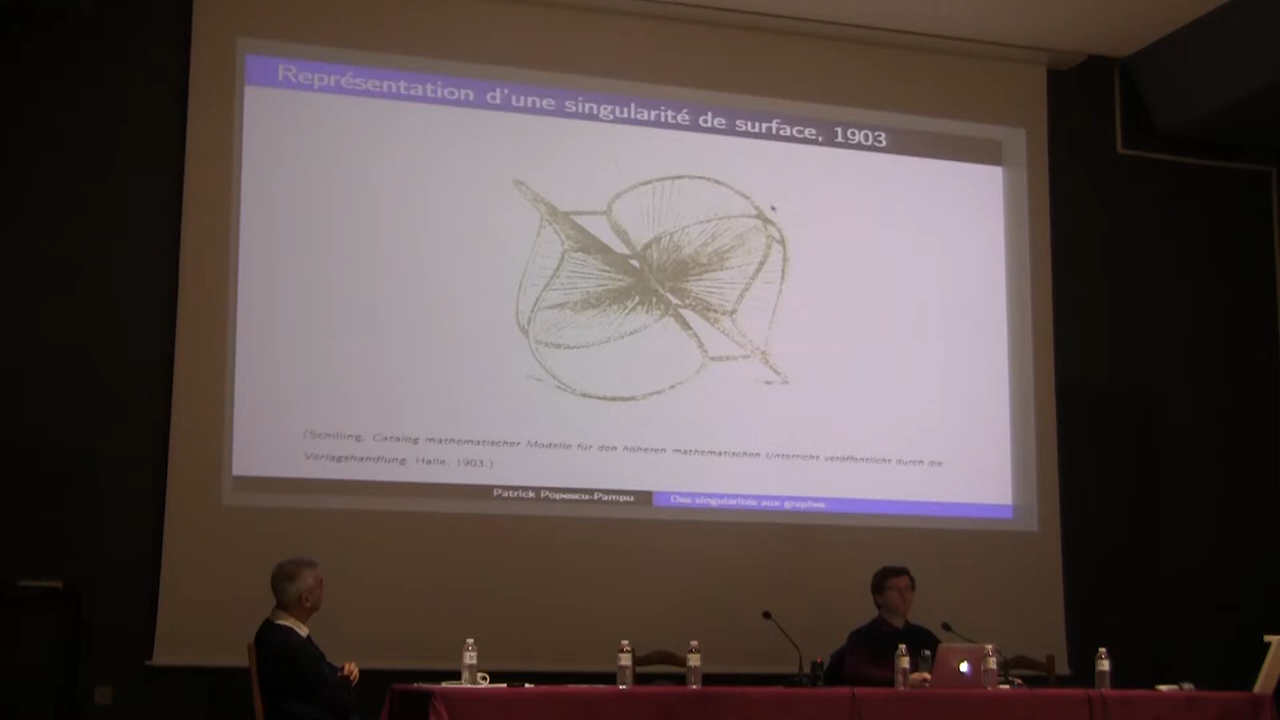 Représentation d'une singularité de surface, 1903
(Schilling, Catalog mathematischer Modelle für den höheren mathematischen Unterricht veröffentlicht durch die
Verlagshandlung. Halle, 1903.)
Patrick Popescu-Pampu Des singularités aux graphes